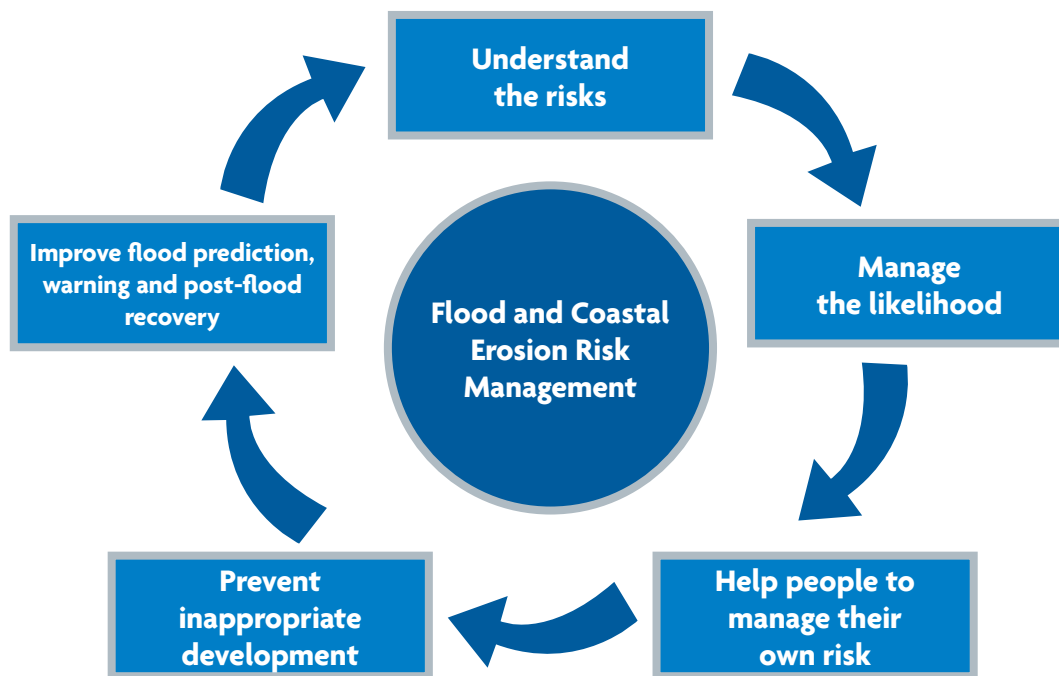 Understand
the risks
Manage
the likelihood
Help people to
manage their
own risk
Prevent
inappropriate
development
Improve flood prediction,
warning and post-flood
recovery
Flood and Coastal
Erosion Risk
Management